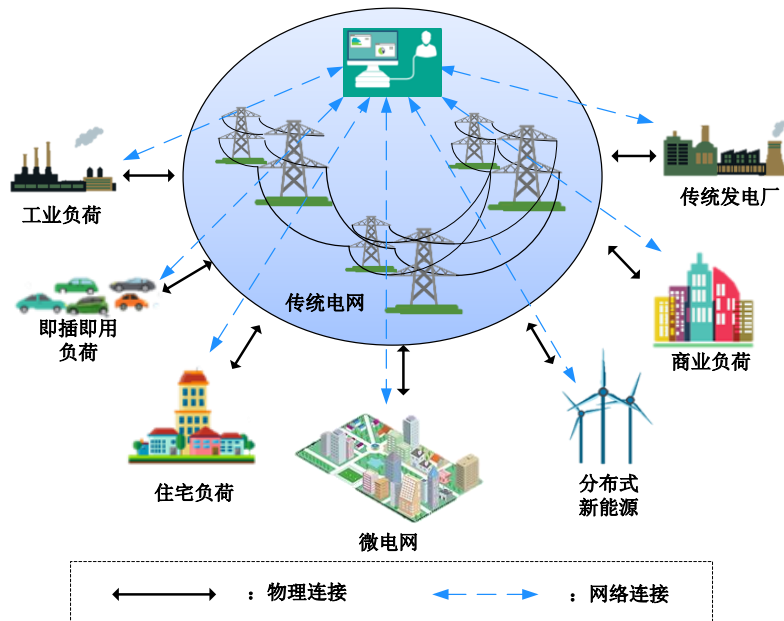 工业负荷
传统发电厂
即插即用
负荷
传统电网
商业负荷
住宅负荷
分布式
新能源
微电网
：物理连接
：网络连接